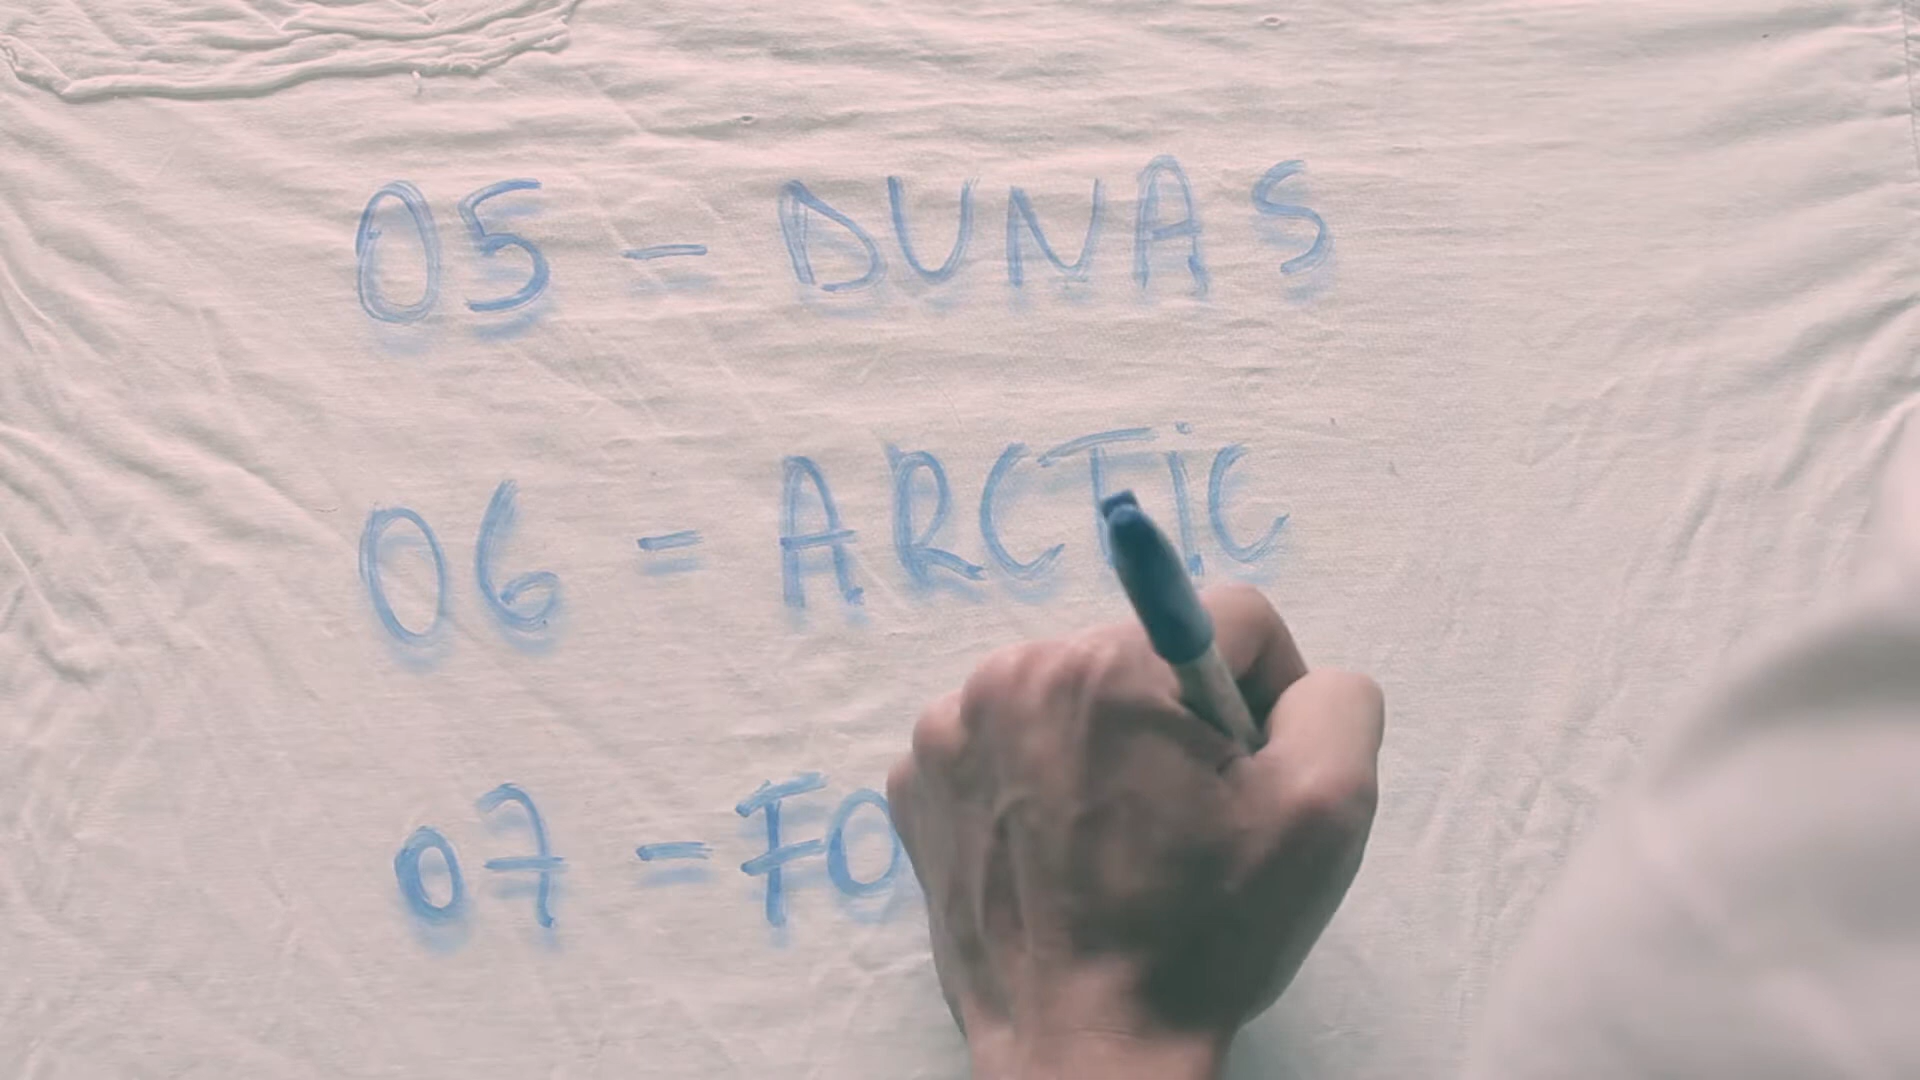 05 - DUNAS
06 = ARCTiC
07 = FO